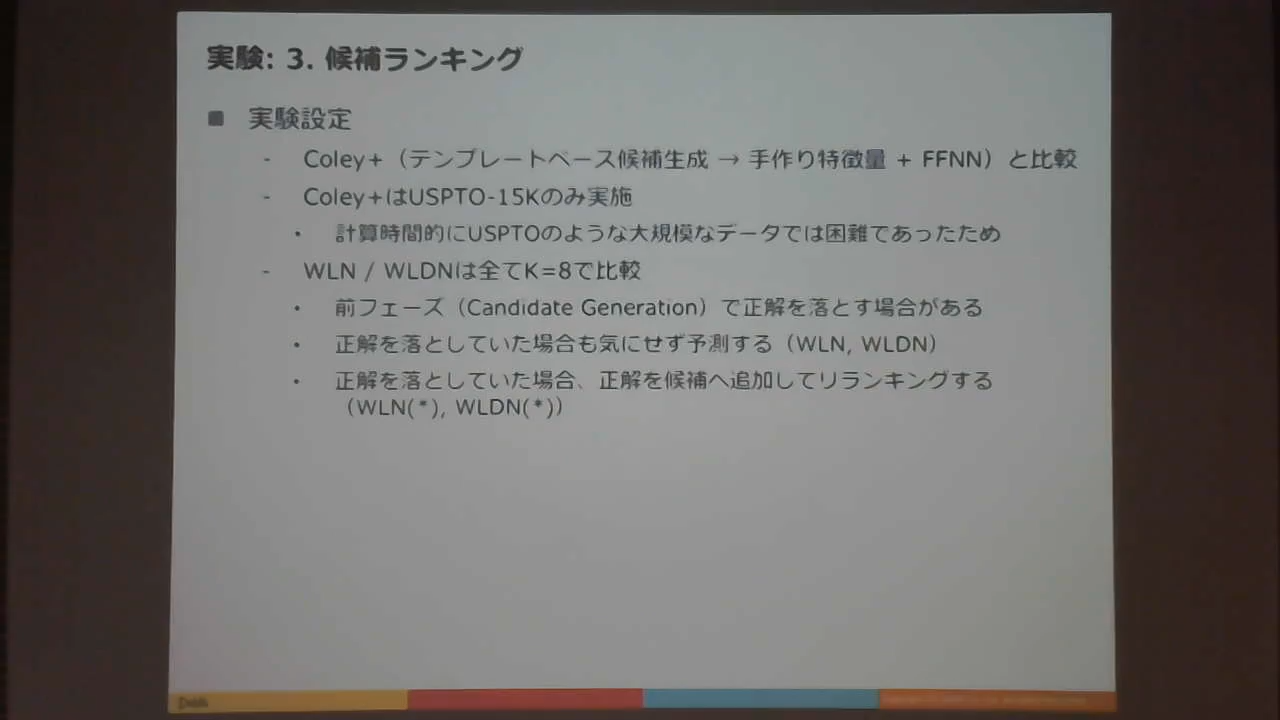 実験: 3. 候補ランキング
■ 実験設定
- Coley+（テンプレートベース候補生成 → 手作り特徴量 + FFNN）と比較
- Coley+はUSPTO-15Kのみ実施
・ 計算時間的にUSPTOのような大規模なデータでは困難であったため
- WLN / WLDNは全てK=8で比較
・ 前フェーズ（Candidate Generation）で正解を落とす場合がある
・ 正解を落としていた場合も気にせず予測する（WLN, WLDN）
・ 正解を落としていた場合、正解を候補へ追加してリランキングする
（WLN(*), WLDN(*)）
DeNA